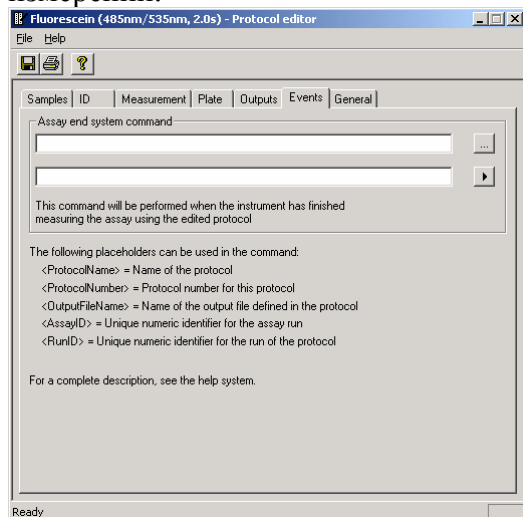 измерений.
Fluorescein (485nm/535nm, 2.0s) - Protocol editor
File Help
Samples ID Measurement Plate Outputs Events General
Assay end system command
...
This command will be performed when the instrument has finished
measuring the assay using the edited protocol
The following placeholders can be used in the command:
<ProtocolName> = Name of the protocol
<ProtocolNumber> = Protocol number for this protocol
<OutputFileName> = Name of the output file defined in the protocol
<AssayID> = Unique numeric identifier for the assay run
<RunID> = Unique numeric identifier for the run of the protocol
For a complete description, see the help system.
Ready